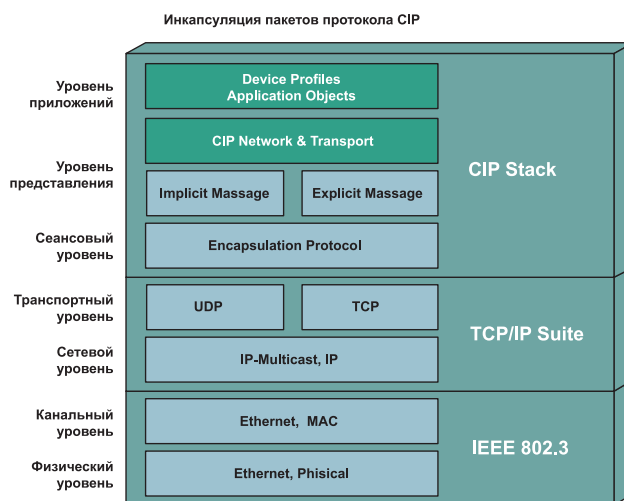 Инкапсуляция пакетов протокола CIP
Уровень
приложений
Device Profiles
Application Objects
CIP Network & Transport
Уровень
представления
Implicit Massage
Explicit Massage
CIP Stack
Сеансовый
уровень
Encapsulation Protocol
Транспортный
уровень
UDP
TCP
TCP/IP Suite
Сетевой
уровень
IP-Multicast, IP
Канальный
уровень
Ethernet, MAC
IEEE 802.3
Физический
уровень
Ethernet, Phisical